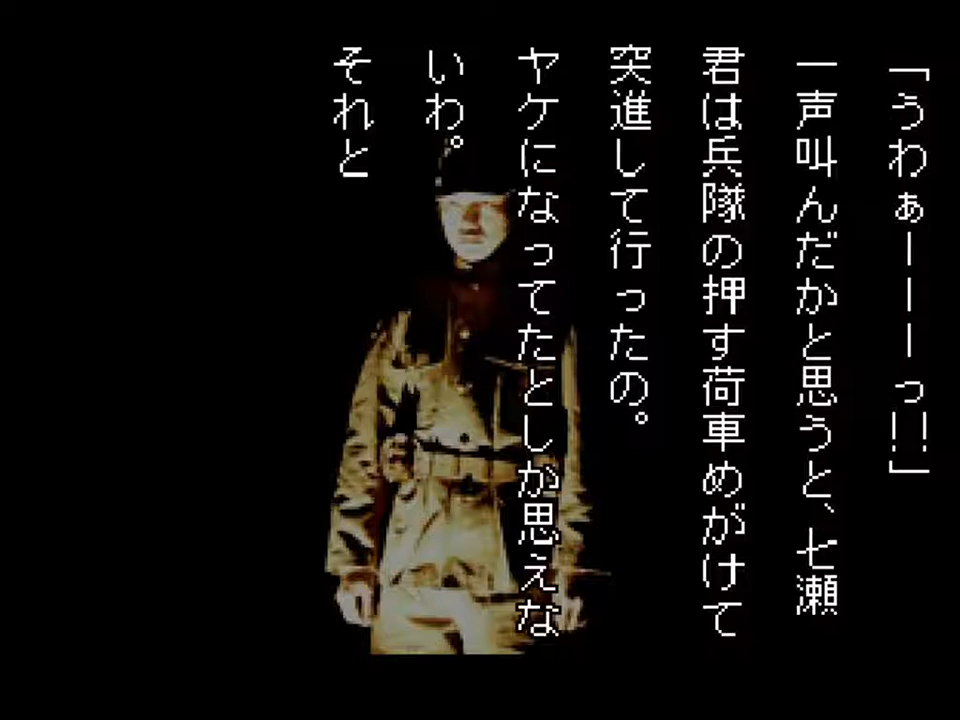 「うわぁーーーっ!!」
一声叫んだかと思うと、七瀬
君は兵隊の押す荷車めがけて
突進して行ったの。
ヤケになってたとしか思えな
いわ。
それと